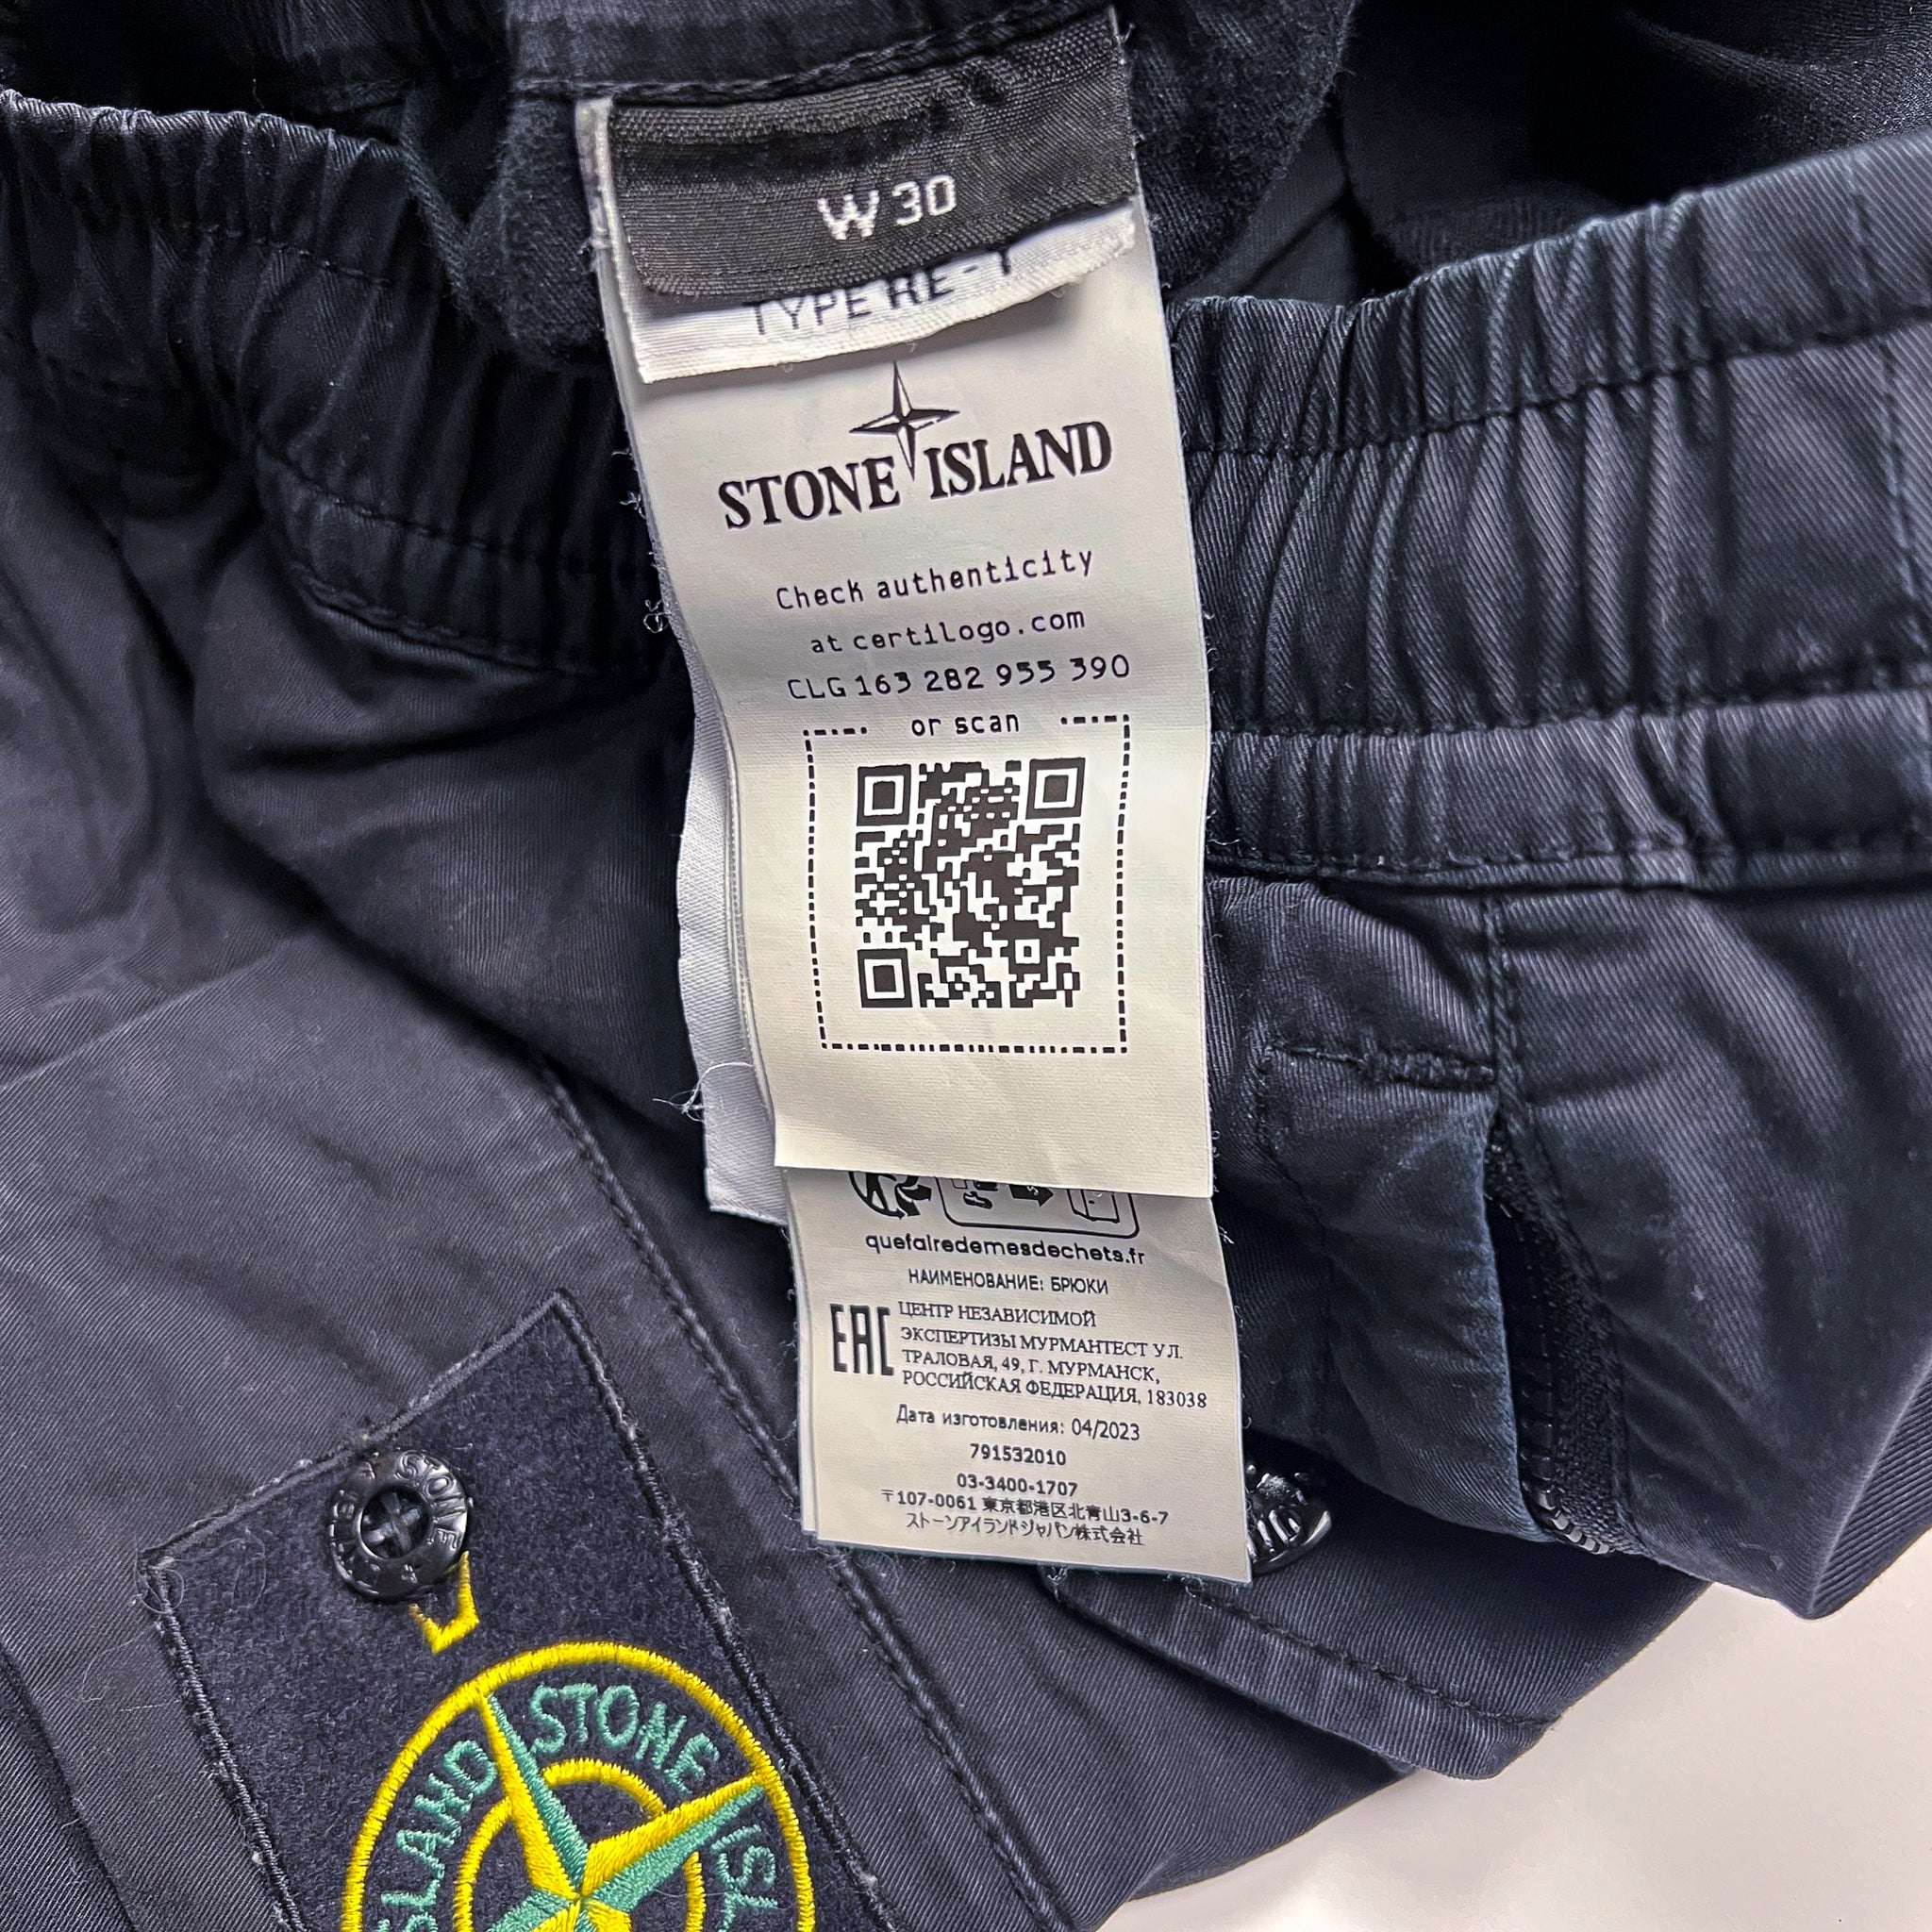 W30
TYPE RE-T
STONE ISLAND
Check authenticity
at certilogo.com
CLG 163 282 955 390
or scan
quefairedemesdechets.fr
НАИМЕНОВАНИЕ: БРЮКИ
EAC
ЦЕНТР НЕЗАВИСИМОЙ
ЭКСПЕРТИЗЫ МУРМАНТЕСТ УЛ.
ТРАЛОВАЯ, 49, Г. МУРМАНСК,
РОССИЙСКАЯ ФЕДЕРАЦИЯ, 183038
Дата изготовления: 04/2023
791532010
03-3400-1707
〒107-0061 東京都港区北青山3-6-7
ストーンアイランドジャパン株式会社
STONE ISLAND
STONE ISLAND